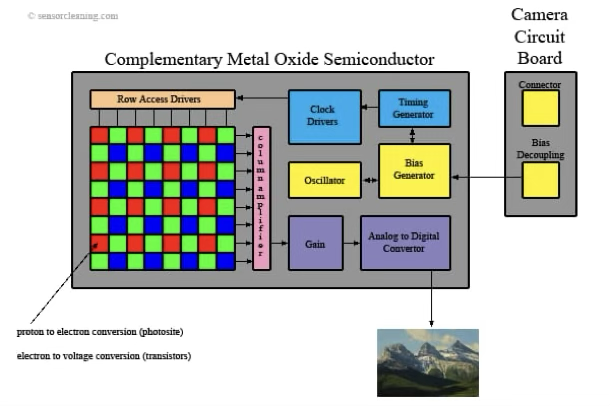 © sensorcleaning.com
Camera
Circuit
Board
Complementary Metal Oxide Semiconductor
Row Access Drivers
Clock
Drivers
Timing
Generator
Connector
Bias
Decoupling
column amplifier
Oscillator
Bias
Generator
Gain
Analog to Digital
Convertor
proton to electron conversion (photosite)
electron to voltage conversion (transistors)